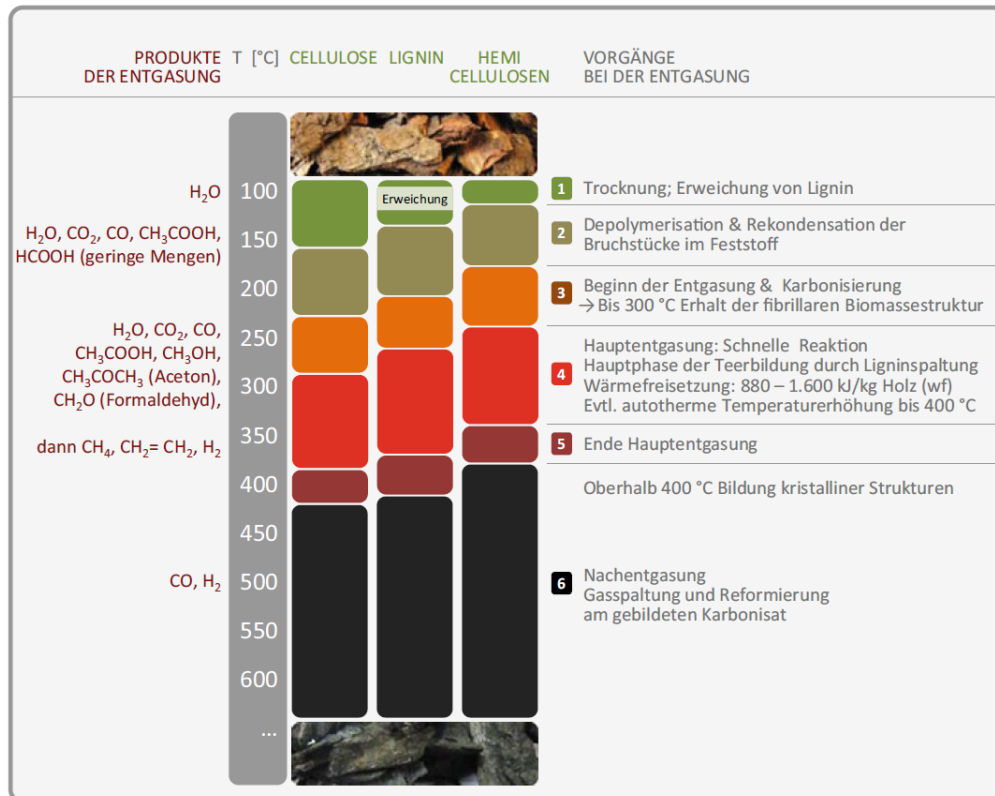 PRODUKTE
DER ENTGASUNG
T [°C]
CELLULOSE
LIGNIN
HEMI
CELLULOSEN
VORGÄNGE
BEI DER ENTGASUNG
H₂O
100
Erweichung
1 Trocknung; Erweichung von Lignin
H₂O, CO₂, CO, CH₃COOH,
HCOOH (geringe Mengen)
150
2 Depolymerisation & Rekondensation der
Bruchstücke im Feststoff
200
3 Beginn der Entgasung & Karbonisierung
→ Bis 300 °C Erhalt der fibrillaren Biomassestruktur
H₂O, CO₂, CO,
CH₃COOH, CH₃OH,
CH₃COCH₃ (Aceton),
CH₂O (Formaldehyd),
250
300
4 Hauptentgasung: Schnelle Reaktion
Hauptphase der Teerbildung durch Ligninspaltung
Wärmefreisetzung: 880 – 1.600 kJ/kg Holz (wf)
Evtl. autotherme Temperaturerhöhung bis 400 °C
dann CH₄, CH₂= CH₂, H₂
350
5 Ende Hauptentgasung
400
Oberhalb 400 °C Bildung kristalliner Strukturen
450
CO, H₂
500
6 Nachentgasung
Gasspaltung und Reformierung
am gebildeten Karbonisat
550
600
...